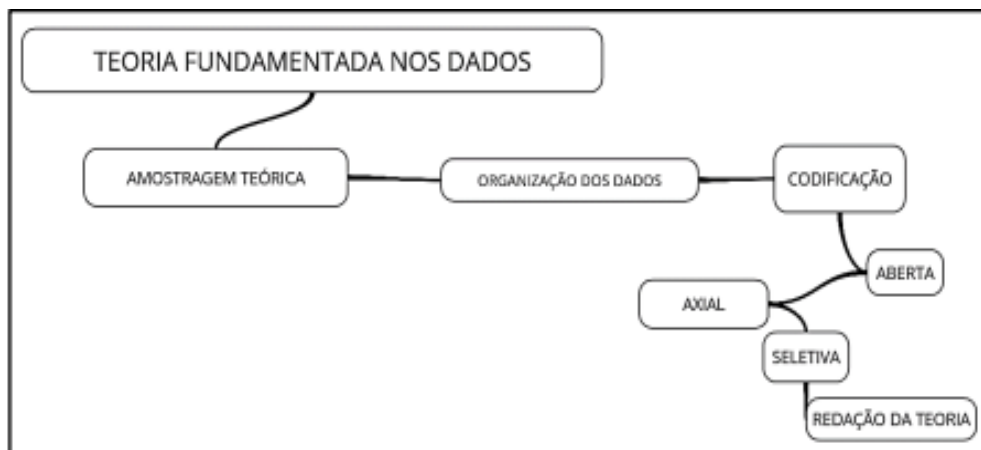 TEORIA FUNDAMENTADA NOS DADOS
AMOSTRAGEM TEÓRICA
ORGANIZAÇÃO DOS DADOS
CODIFICAÇÃO
ABERTA
AXIAL
SELETIVA
REDAÇÃO DA TEORIA